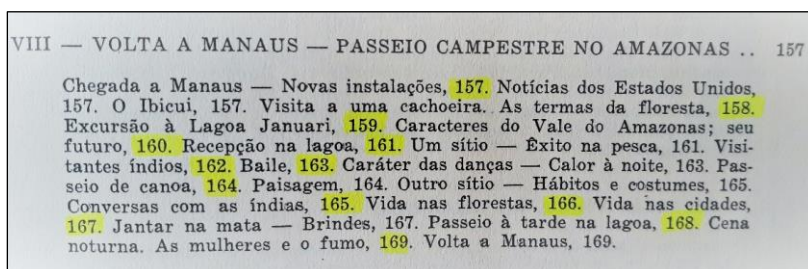 VIII — VOLTA A MANAUS — PASSEIO CAMPESTRE NO AMAZONAS .. 157
Chegada a Manaus — Novas instalações, 157. Notícias dos Estados Unidos,
157. O Ibicui, 157. Visita a uma cachoeira. As termas da floresta, 158.
Excursão à Lagoa Januari, 159. Caracteres do Vale do Amazonas; seu
futuro, 160. Recepção na lagoa, 161. Um sítio — Êxito na pesca, 161. Visi-
tantes índios, 162. Baile, 163. Caráter das danças — Calor à noite, 163. Pas-
seio de canoa, 164. Paisagem, 164. Outro sítio — Hábitos e costumes, 165.
Conversas com as índias, 165. Vida nas florestas, 166. Vida nas cidades,
167. Jantar na mata — Brindes, 167. Passeio à tarde na lagoa, 168. Cena
noturna. As mulheres e o fumo, 169. Volta a Manaus, 169.